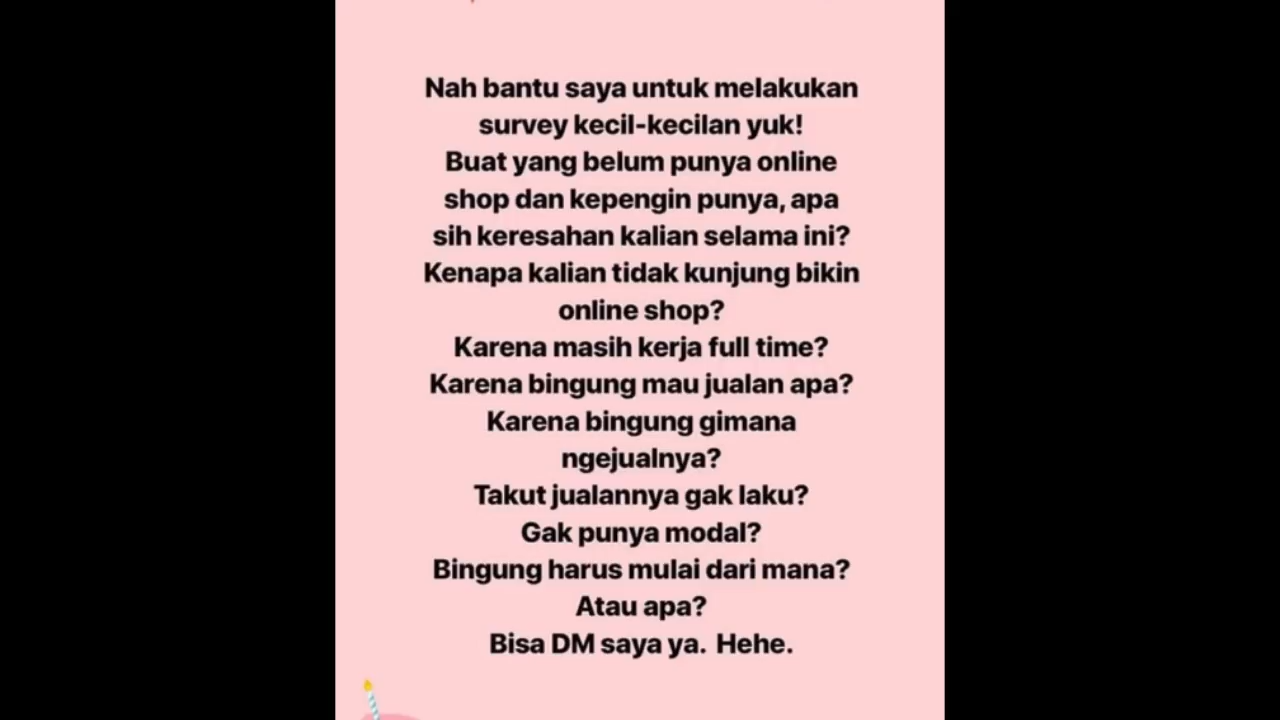 Nah bantu saya untuk melakukan
survey kecil-kecilan yuk!
Buat yang belum punya online
shop dan kepengin punya, apa
sih keresahan kalian selama ini?
Kenapa kalian tidak kunjung bikin
online shop?
Karena masih kerja full time?
Karena bingung mau jualan apa?
Karena bingung gimana
ngejualnya?
Takut jualannya gak laku?
Gak punya modal?
Bingung harus mulai dari mana?
Atau apa?
Bisa DM saya ya. Hehe.